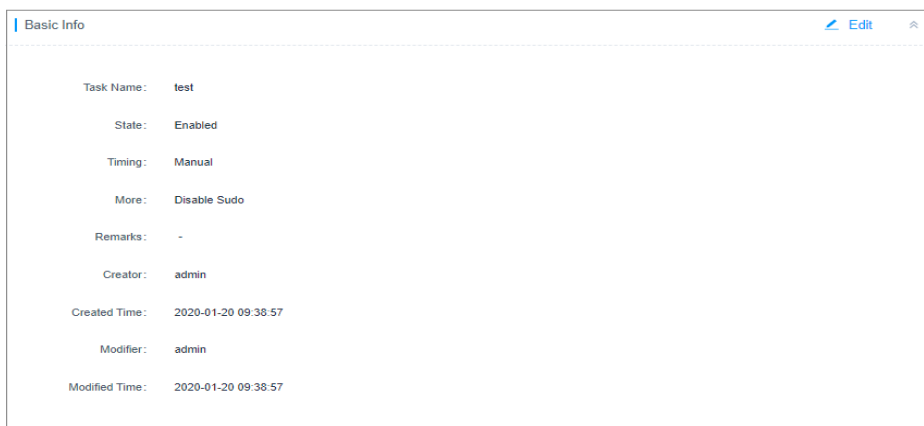 Basic Info Edit
Task Name: test
State: Enabled
Timing: Manual
More: Disable Sudo
Remarks: -
Creator: admin
Created Time: 2020-01-20 09:38:57
Modifier: admin
Modified Time: 2020-01-20 09:38:57